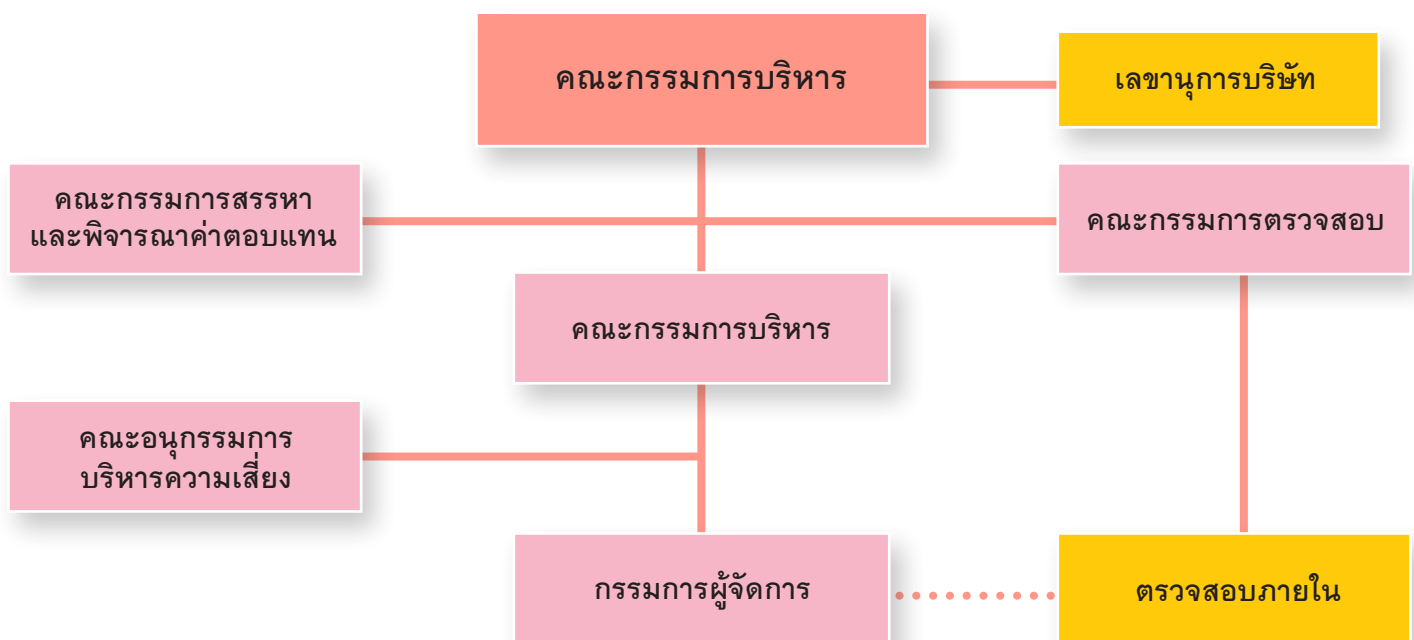 คณะกรรมการบริหาร
เลขานุการบริษัท
คณะกรรมการสรรหา
และพิจารณาค่าตอบแทน
คณะกรรมการตรวจสอบ
คณะกรรมการบริหาร
คณะอนุกรรมการ
บริหารความเสี่ยง
กรรมการผู้จัดการ
ตรวจสอบภายใน